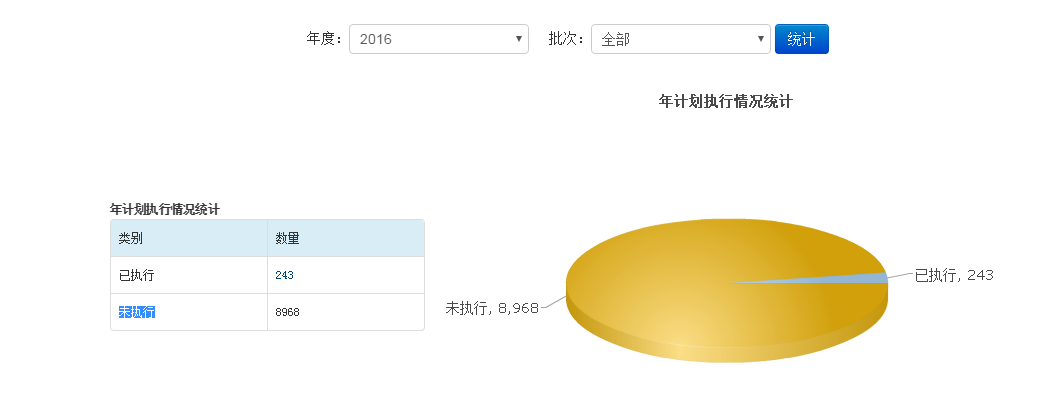 年度： 2016 批次： 全部 统计
年计划执行情况统计
年计划执行情况统计
类别 数量
已执行 243
未执行 8968
已执行, 243
未执行, 8,968